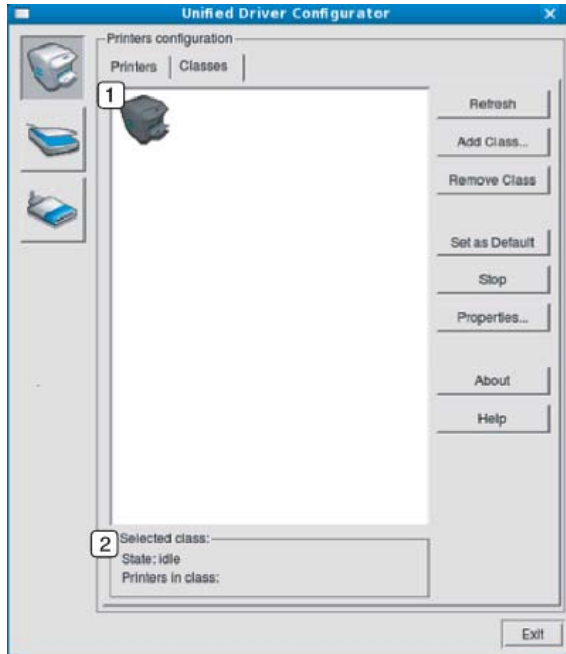 Unified Driver Configurator
Printers configuration
Printers Classes
1
Refresh
Add Class...
Remove Class
Set as Default
Stop
Properties...
About
Help
2 Selected class:
State: idle
Printers in class:
Exit